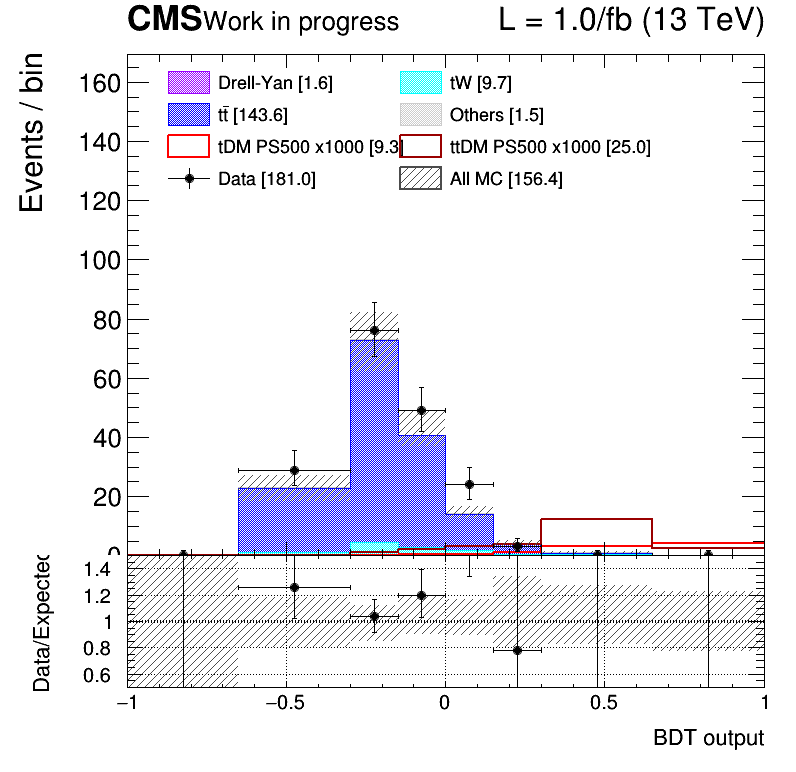 CMS Work in progress L = 1.0/fb (13 TeV)
Events / bin
160
140
120
100
80
60
40
20
0
Drell-Yan [1.6] tW [9.7]
tt̄ [143.6] Others [1.5]
tDM PS500 x1000 [9.3 ttDM PS500 x1000 [25.0]
Data [181.0] All MC [156.4]
Data/Expected
1.4
1.2
1
0.8
0.6
−1 −0.5 0 0.5 1
BDT output